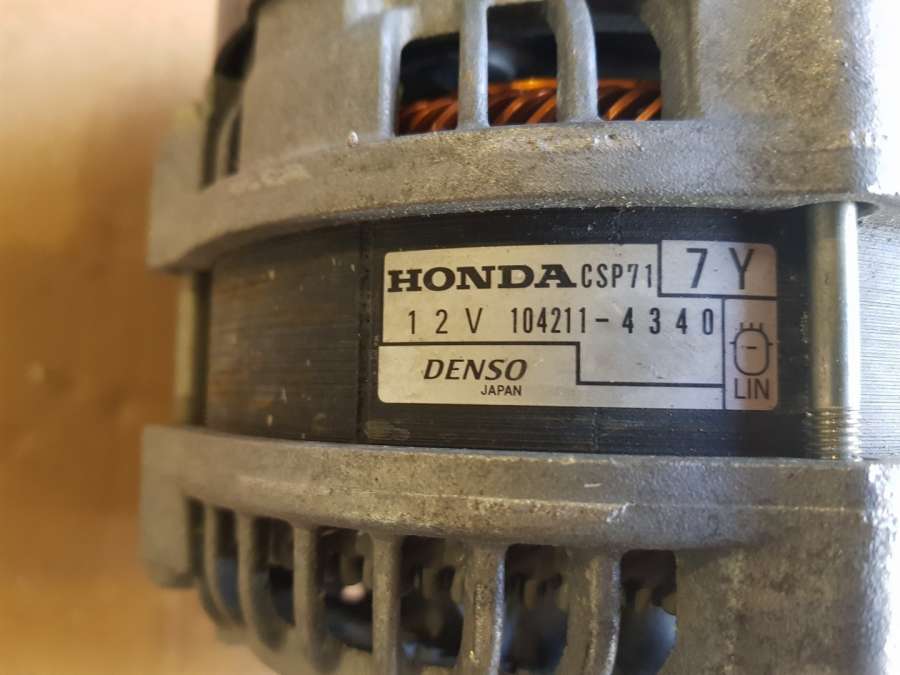 HONDA CSP71 7Y
12V 104211-4340
DENSO
JAPAN
LIN